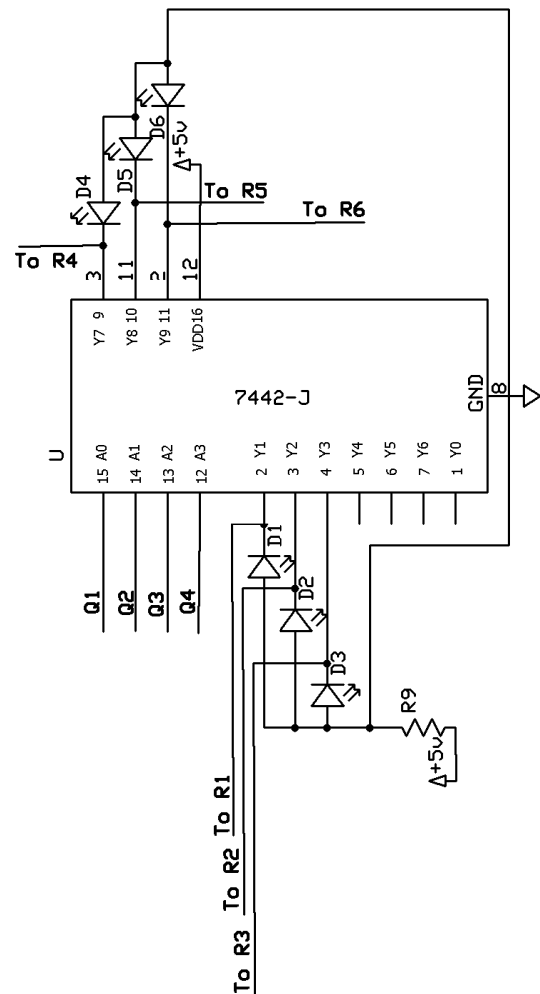 D6
+5v
D5
D4
To R5
To R6
To R4
3
11
2
12
Y7 9
Y8 10
Y9 11
VDD16
7442-J
GND
8
U
15 A0
14 A1
13 A2
12 A3
2 Y1
3 Y2
4 Y3
5 Y4
6 Y5
7 Y6
1 Y0
Q1
Q2
Q3
Q4
D1
D2
D3
R9
+5v
To R1
To R2
To R3